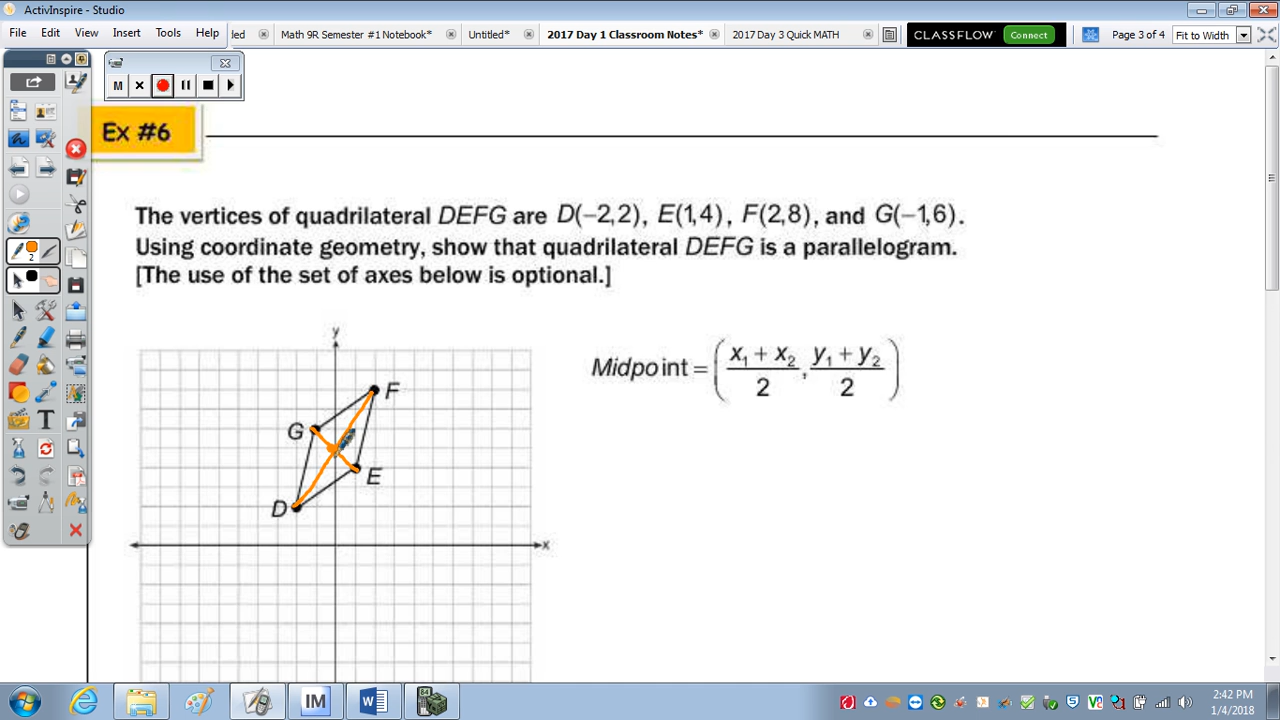 ActivInspire - Studio
File Edit View Insert Tools Help
led Math 9R Semester #1 Notebook* Untitled* 2017 Day 1 Classroom Notes* 2017 Day 3 Quick MATH CLASSFLOW Connect Page 3 of 4 Fit to Width
M
Ex #6
The vertices of quadrilateral DEFG are D(−2,2), E(1,4), F(2,8), and G(−1,6).
Using coordinate geometry, show that quadrilateral DEFG is a parallelogram.
[The use of the set of axes below is optional.]
2
y
Midpoint = (x₁ + x₂ / 2, y₁ + y₂ / 2)
F
G
E
D
x
IM
2:42 PM
1/4/2018